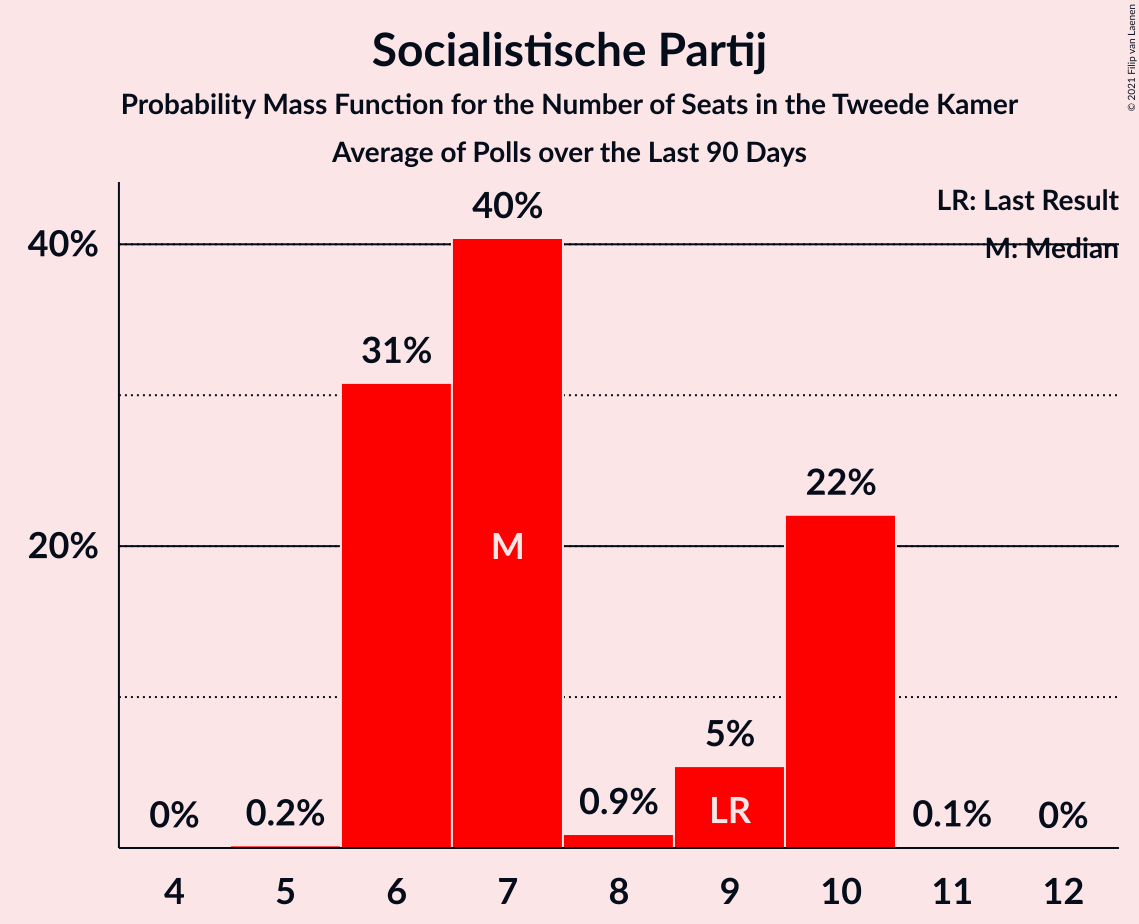 Socialistische Partij
Probability Mass Function for the Number of Seats in the Tweede Kamer
Average of Polls over the Last 90 Days
© 2021 Filip van Laenen
LR: Last Result
M: Median
40%
20%
0%
0.2%
31%
40%
0.9%
5%
22%
0.1%
0%
M
LR
4 5 6 7 8 9 10 11 12